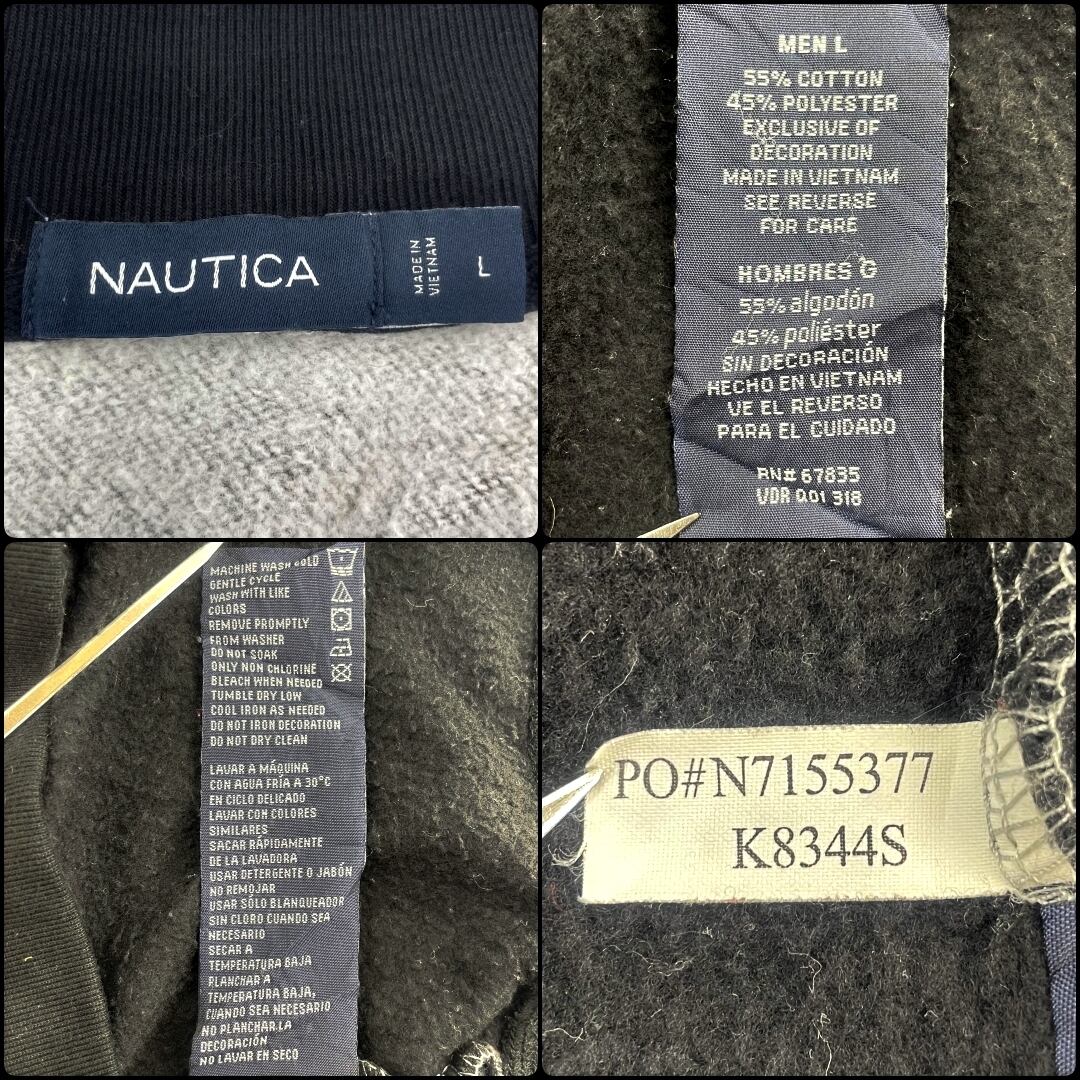 NAUTICA
MADE IN
VIETNAM
L
MEN L
55% COTTON
45% POLYESTER
EXCLUSIVE OF
DECORATION
MADE IN VIETNAM
SEE REVERSE
FOR CARE
HOMBRES G
55% algodón
45% poliéster
SIN DECORACIÓN
HECHO EN VIETNAM
VE EL REVERSO
PARA EL CUIDADO
RN# 67835
VDR 001 318
MACHINE WASH COLD
GENTLE CYCLE
WASH WITH LIKE
COLORS
REMOVE PROMPTLY
FROM WASHER
DO NOT SOAK
ONLY NON CHLORINE
BLEACH WHEN NEEDED
TUMBLE DRY LOW
COOL IRON AS NEEDED
DO NOT IRON DECORATION
DO NOT DRY CLEAN
LAVAR A MÁQUINA
CON AGUA FRÍA A 30°C
EN CICLO DELICADO
LAVAR CON COLORES
SIMILARES
SACAR RÁPIDAMENTE
DE LA LAVADORA
USAR DETERGENTE O JABÓN
NO REMOJAR
USAR SÓLO BLANQUEADOR
SIN CLORO CUANDO SEA
NECESARIO
SECAR A
TEMPERATURA BAJA
PLANCHAR A
TEMPERATURA BAJA,
CUANDO SEA NECESARIO
NO PLANCHAR LA
DECORACIÓN
NO LAVAR EN SECO
PO#N7155377
K8344S